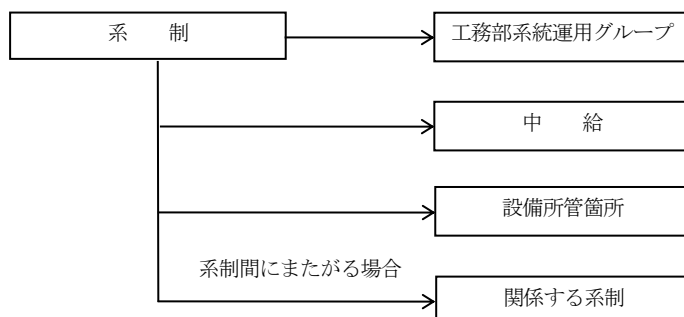 系　　制
工務部系統運用グループ
中　　給
設備所管箇所
系制間にまたがる場合
関係する系制